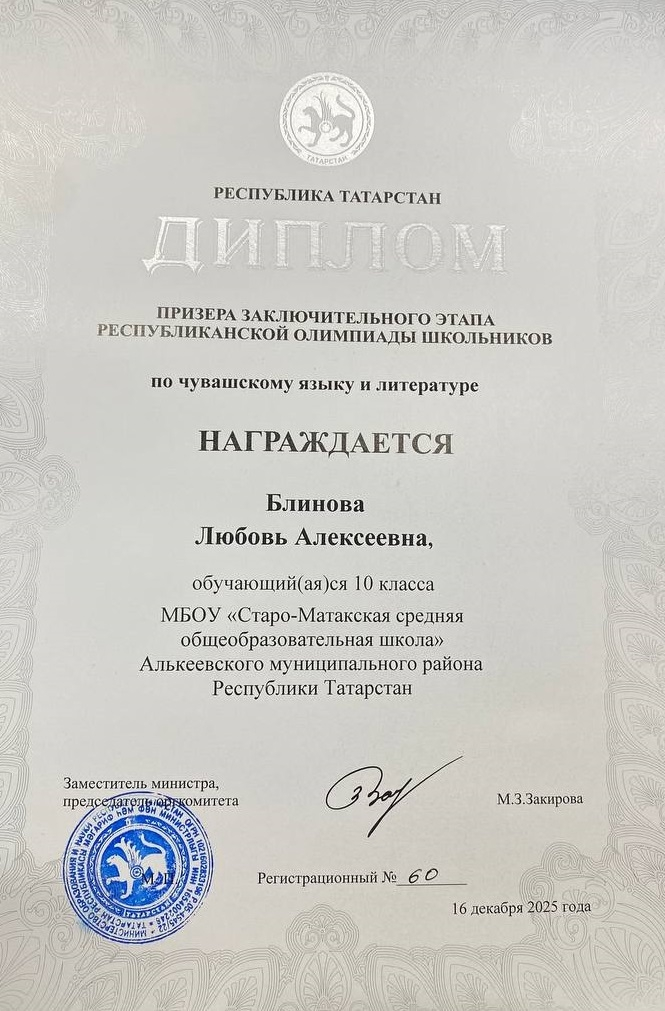 ТАТАРСТАН
РЕСПУБЛИКА ТАТАРСТАН
ДИПЛОМ
ПРИЗЕРА ЗАКЛЮЧИТЕЛЬНОГО ЭТАПА
РЕСПУБЛИКАНСКОЙ ОЛИМПИАДЫ ШКОЛЬНИКОВ
по чувашскому языку и литературе
НАГРАЖДАЕТСЯ
Блинова
Любовь Алексеевна,
обучающий(ая)ся 10 класса
МБОУ «Старо-Матакская средняя
общеобразовательная школа»
Алькеевского муниципального района
Республики Татарстан
Заместитель министра,
председатель оргкомитета
М.З.Закирова
М.П.
Регистрационный № 60
16 декабря 2025 года